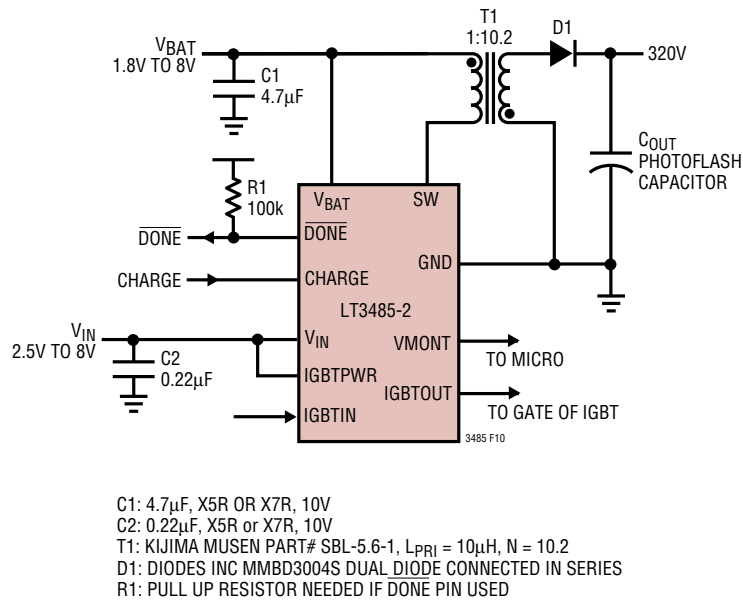 T1
1:10.2
D1
VBAT
1.8V TO 8V
320V
C1
4.7µF
COUT
PHOTOFLASH
CAPACITOR
R1
100k
VBAT
SW
DONE
DONE
GND
CHARGE
CHARGE
LT3485-2
VIN
2.5V TO 8V
VIN
VMONT
TO MICRO
C2
0.22µF
IGBTPWR
IGBTOUT
TO GATE OF IGBT
IGBTIN
3485 F10
C1: 4.7µF, X5R OR X7R, 10V
C2: 0.22µF, X5R or X7R, 10V
T1: KIJIMA MUSEN PART# SBL-5.6-1, LPRI = 10µH, N = 10.2
D1: DIODES INC MMBD3004S DUAL DIODE CONNECTED IN SERIES
R1: PULL UP RESISTOR NEEDED IF DONE PIN USED